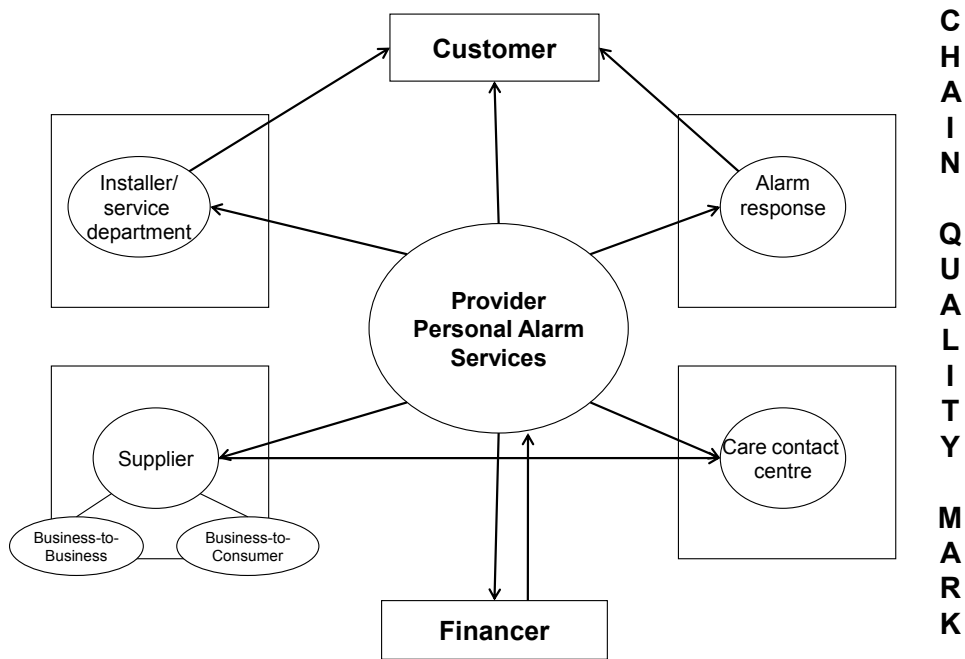 Customer
Installer/
service
department
Alarm
response
Provider
Personal Alarm
Services
Supplier
Care contact
centre
Business-to-
Business
Business-to-
Consumer
Financer
C
H
A
I
N
Q
U
A
L
I
T
Y
M
A
R
K